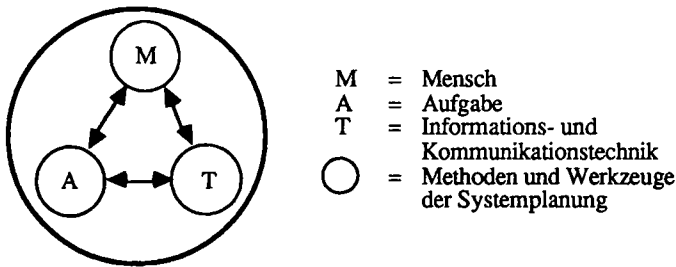 M
A
T
M = Mensch
A = Aufgabe
T = Informations- und
Kommunikationstechnik
= Methoden und Werkzeuge
der Systemplanung